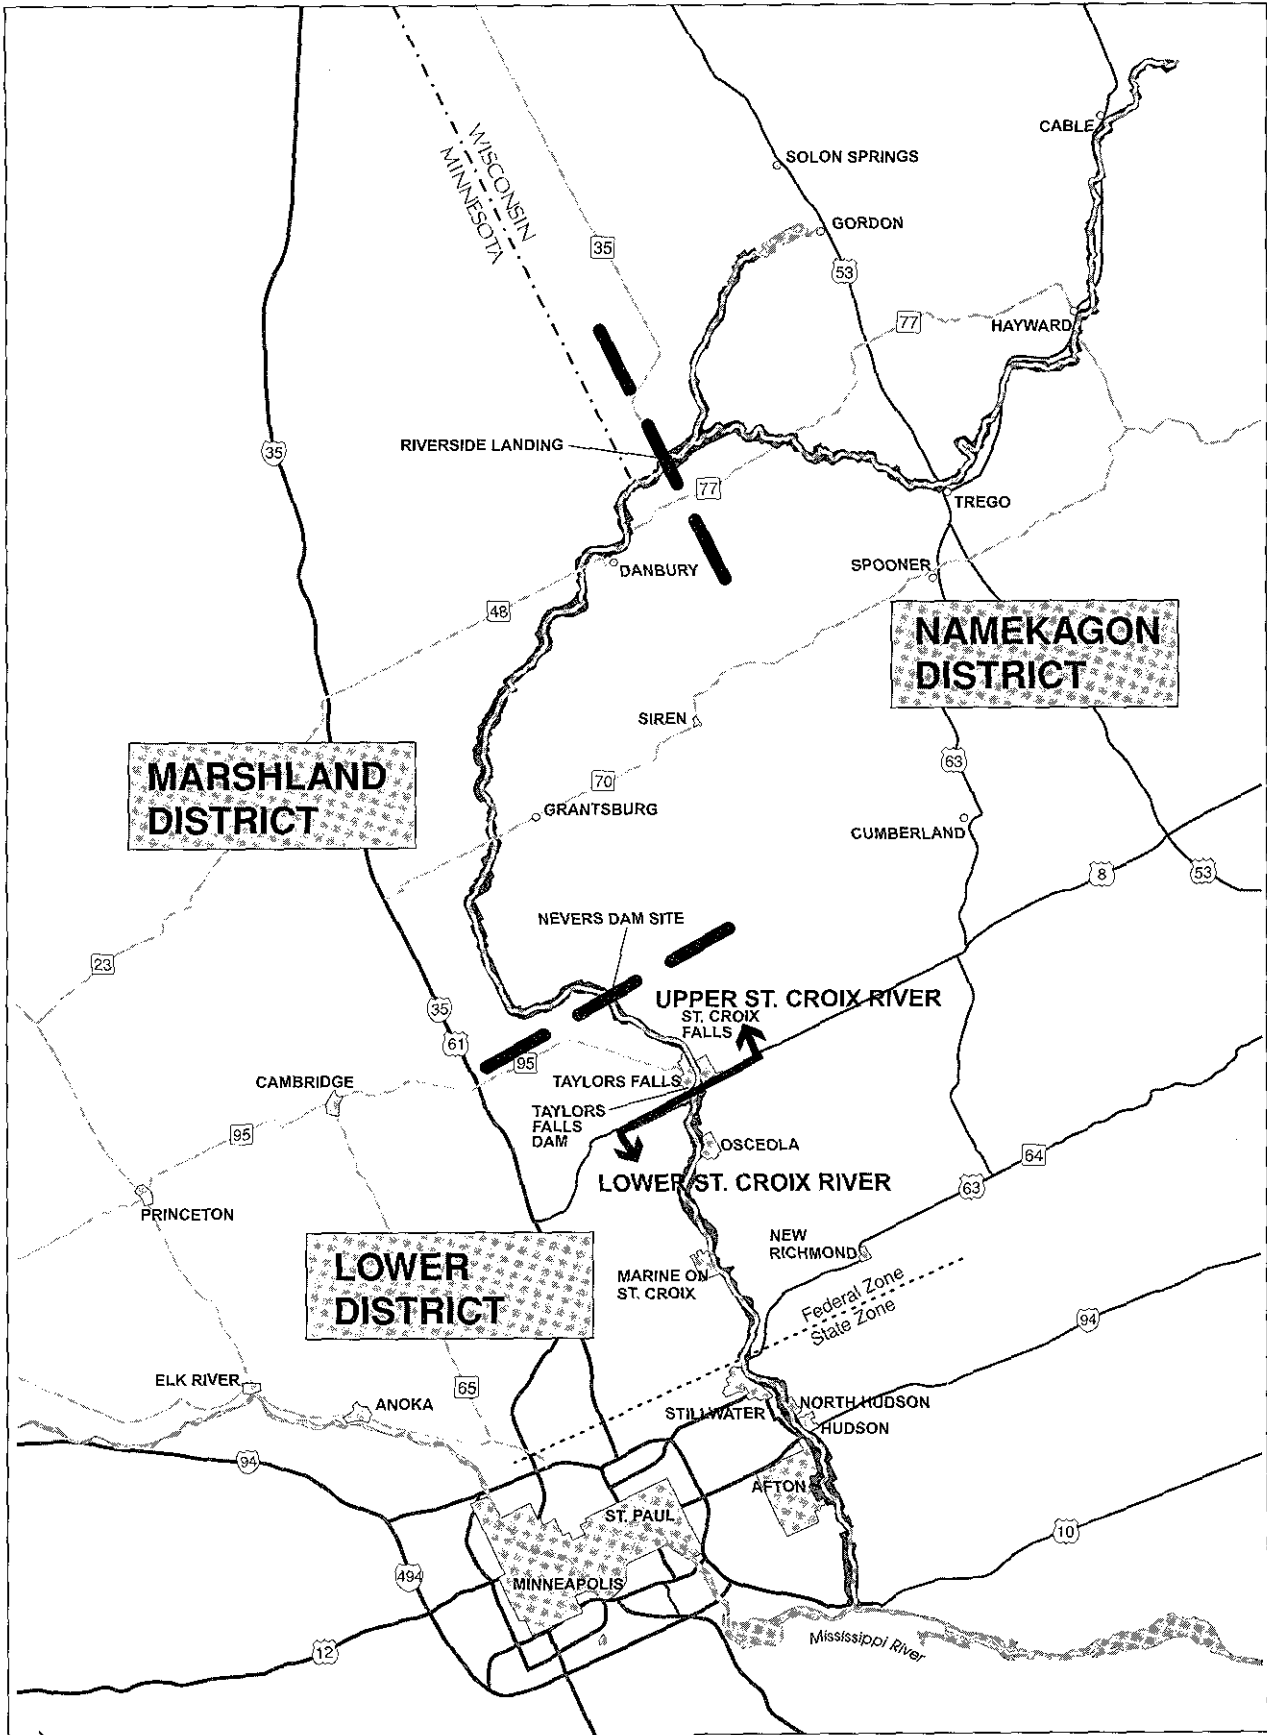 WISCONSIN
MINNESOTA
CABLE
SOLON SPRINGS
GORDON
35
53
77
HAYWARD
35
RIVERSIDE LANDING
77
TREGO
DANBURY
SPOONER
48
NAMEKAGON
DISTRICT
SIREN
MARSHLAND
DISTRICT
63
70
GRANTSBURG
CUMBERLAND
8
53
NEVERS DAM SITE
23
UPPER ST. CROIX RIVER
35
ST. CROIX
FALLS
61
95
CAMBRIDGE
TAYLORS FALLS
TAYLORS
FALLS
DAM
95
OSCEOLA
64
LOWER ST. CROIX RIVER
63
PRINCETON
NEW
RICHMOND
LOWER
DISTRICT
MARINE ON
ST. CROIX
Federal Zone
State Zone
94
ELK RIVER
65
ANOKA
STILLWATER
NORTH HUDSON
HUDSON
94
AFTON
ST. PAUL
10
494
MINNEAPOLIS
Mississippi River
12